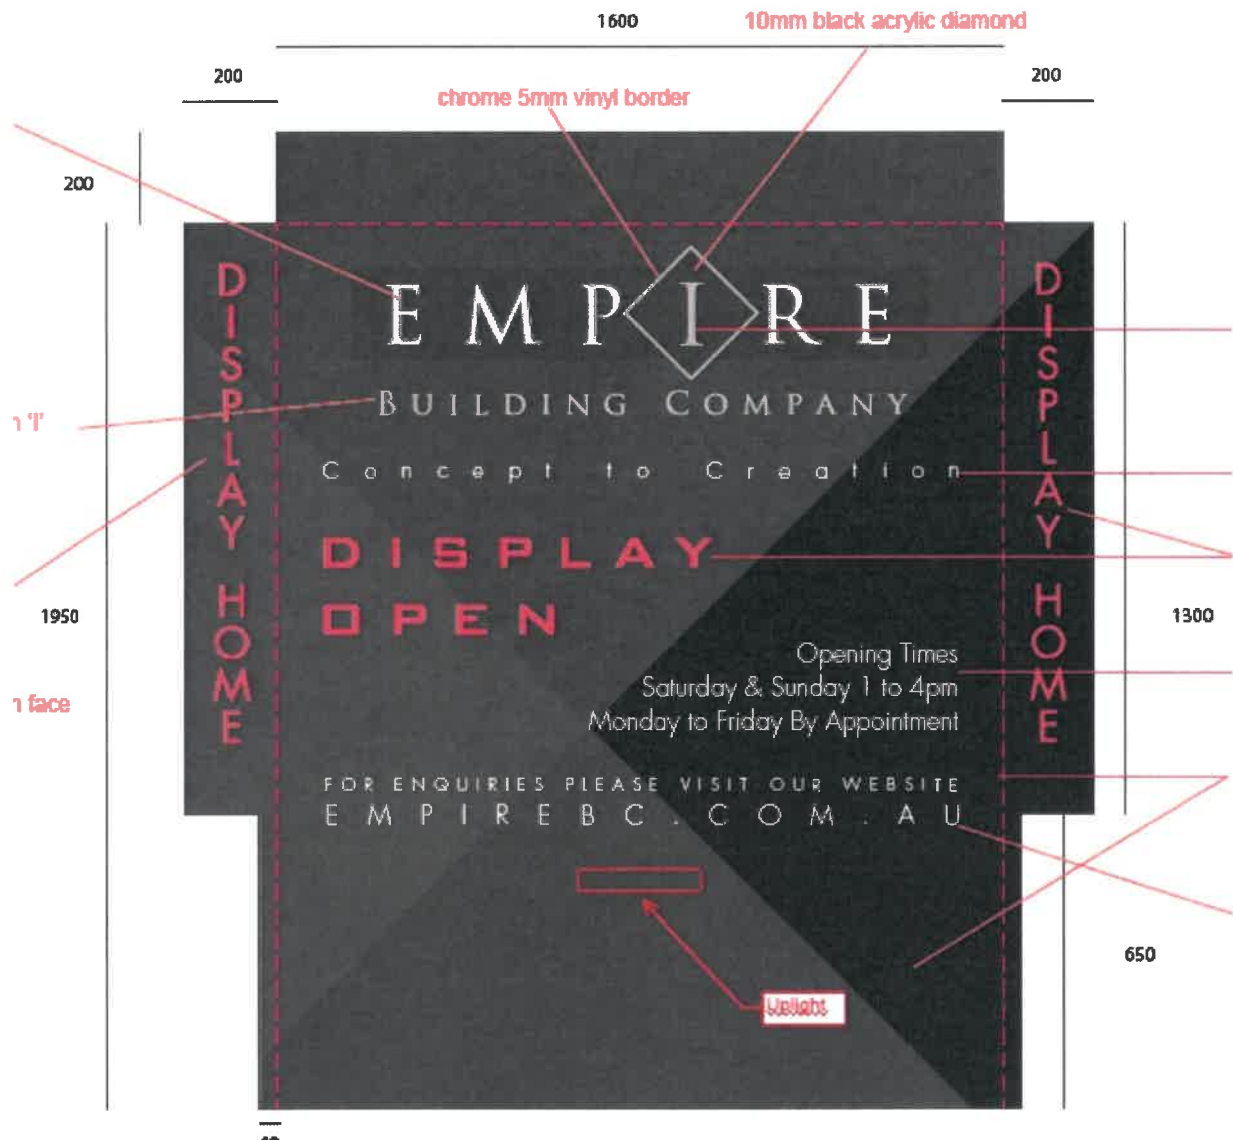 1600
10mm black acrylic diamond
200
200
chrome 5mm vinyl border
200
EMPIRE
BUILDING COMPANY
n 'I'
Concept to Creation
DISPLAY
OPEN
DISPLAY HOME
DISPLAY HOME
1950
1300
n face
Opening Times
Saturday & Sunday 1 to 4pm
Monday to Friday By Appointment
FOR ENQUIRIES PLEASE VISIT OUR WEBSITE
EMPIREBC.COM.AU
650
Uplight